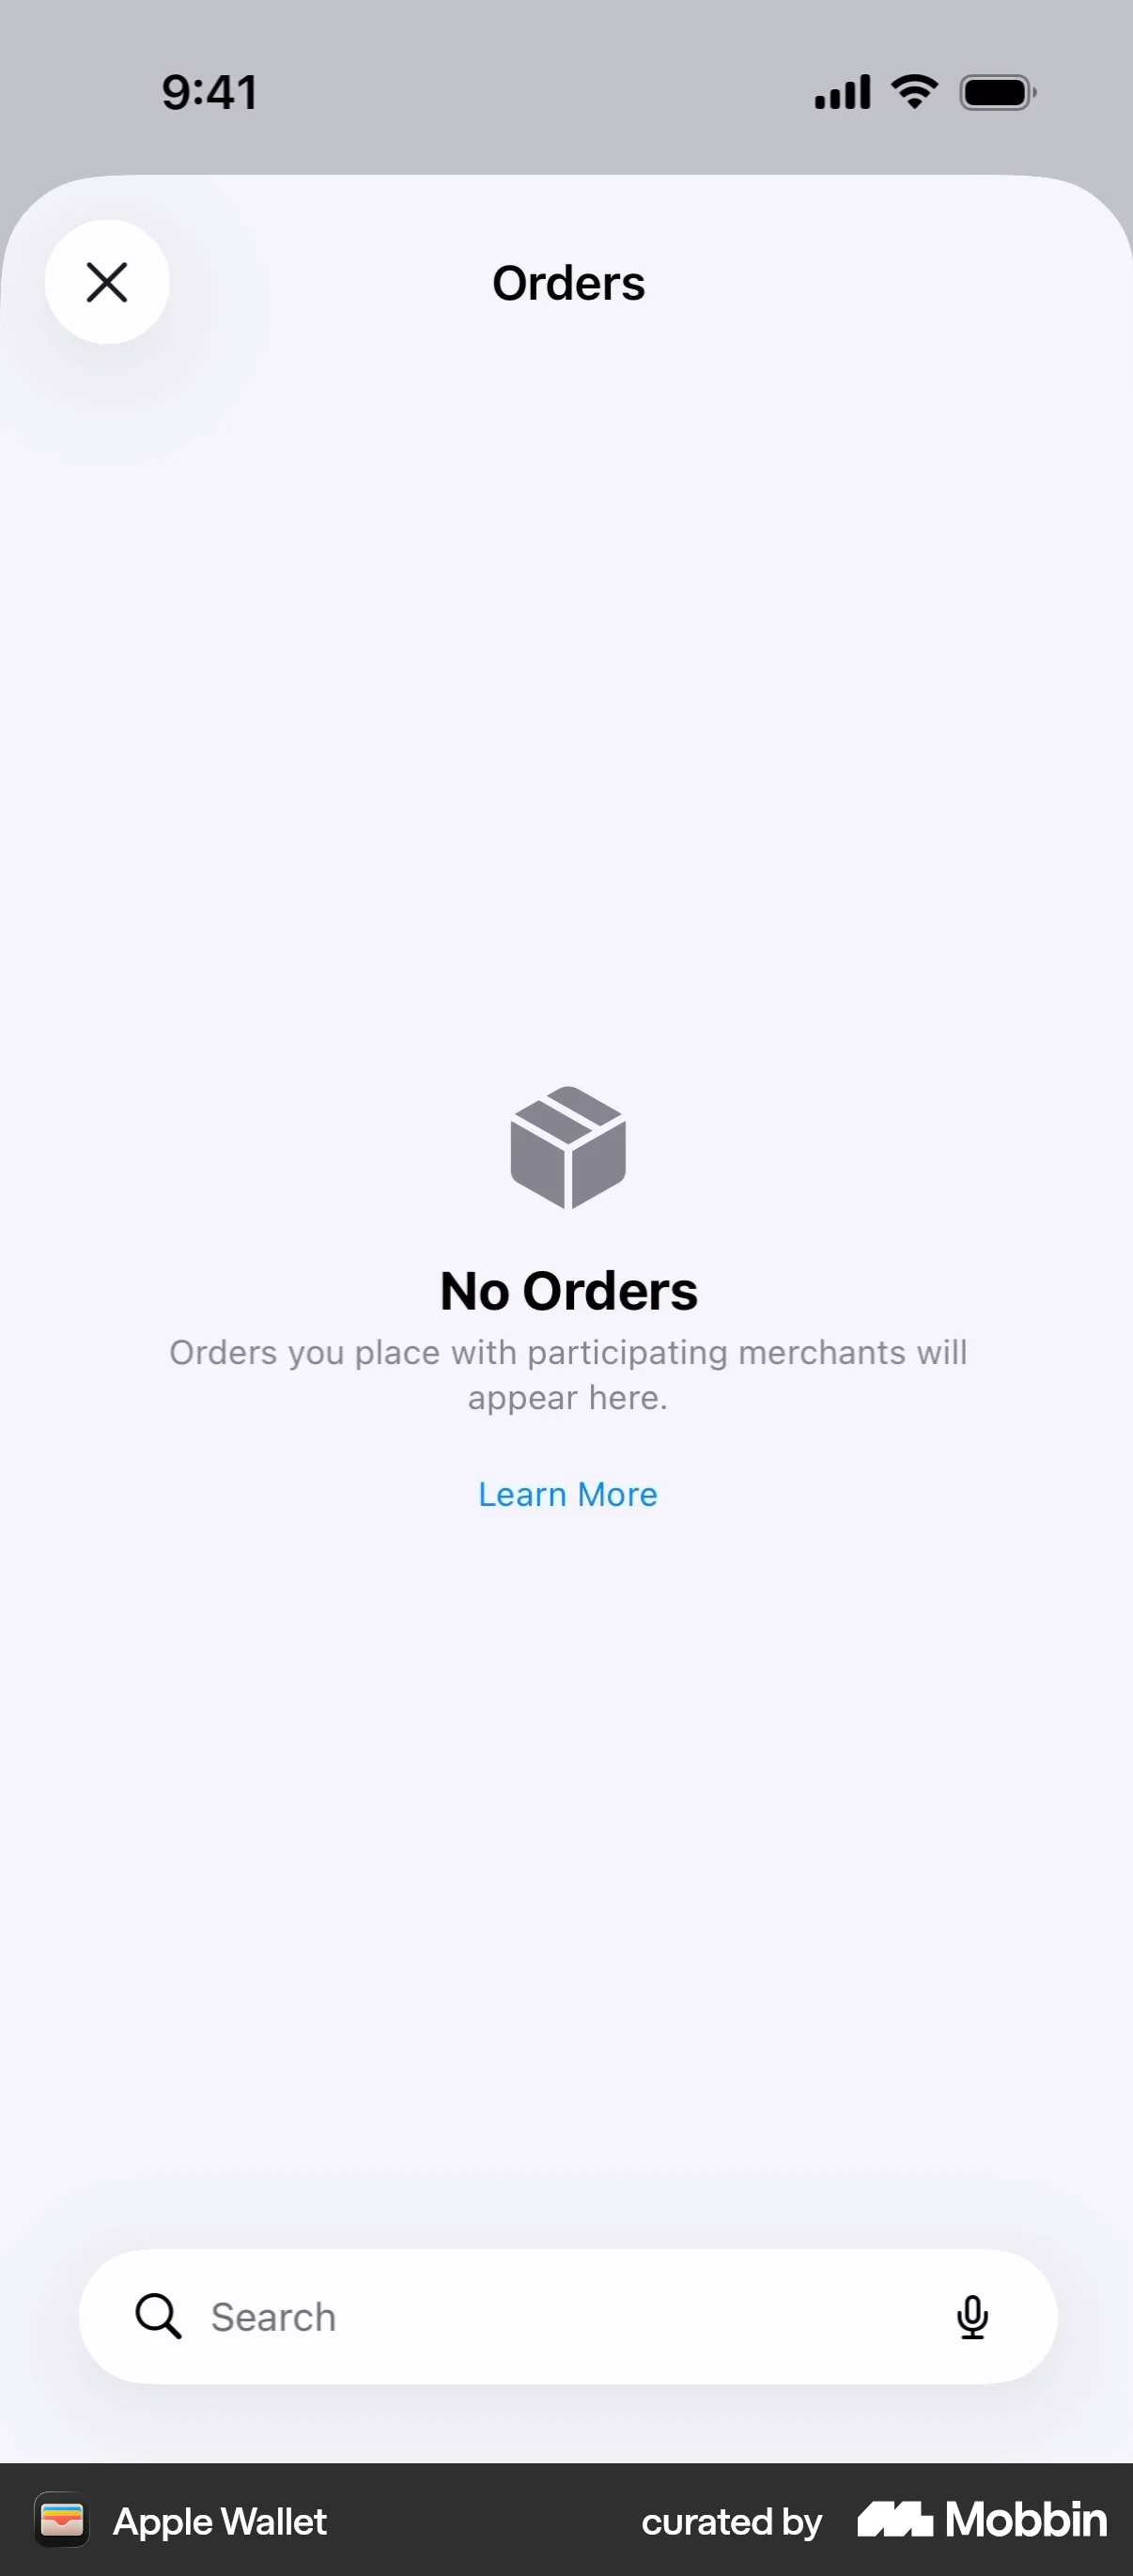 9:41
Orders
No Orders
Orders you place with participating merchants will
appear here.
Learn More
Search
Apple Wallet
curated by Mobbin